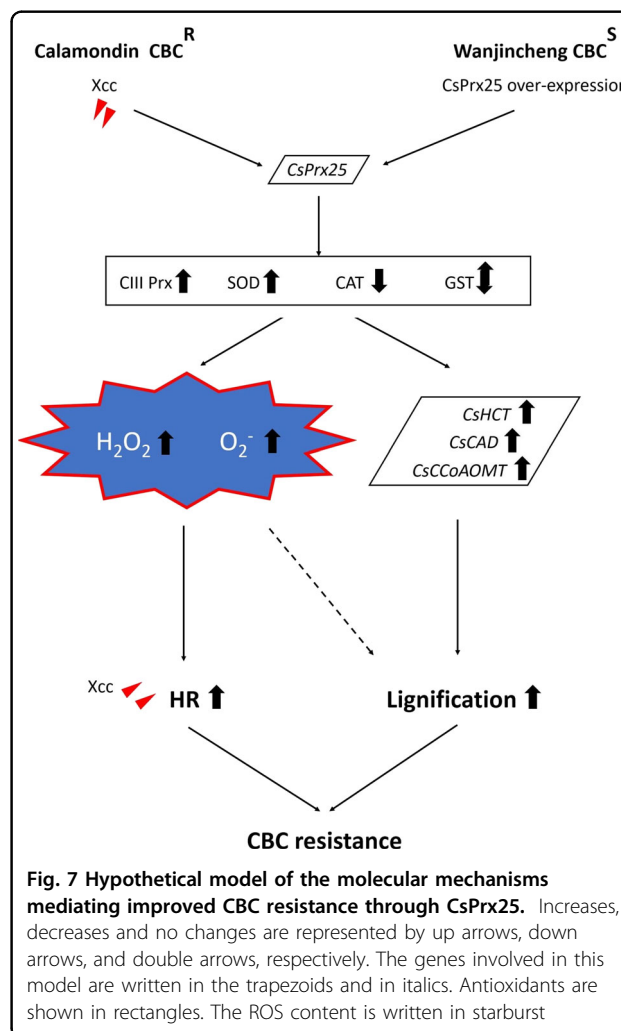 Calamondin CBC^R
Wanjincheng CBC^S
Xcc
CsPrx25 over-expression
CsPrx25
CIII Prx ⬆ SOD ⬆ CAT ⬇ GST ⬍
H₂O₂ ⬆ O₂⁻ ⬆
CsHCT ⬆
CsCAD ⬆
CsCCoAOMT ⬆
Xcc
HR ⬆
Lignification ⬆
CBC resistance
Fig. 7 Hypothetical model of the molecular mechanisms
mediating improved CBC resistance through CsPrx25. Increases,
decreases and no changes are represented by up arrows, down
arrows, and double arrows, respectively. The genes involved in this
model are written in the trapezoids and in italics. Antioxidants are
shown in rectangles. The ROS content is written in starburst